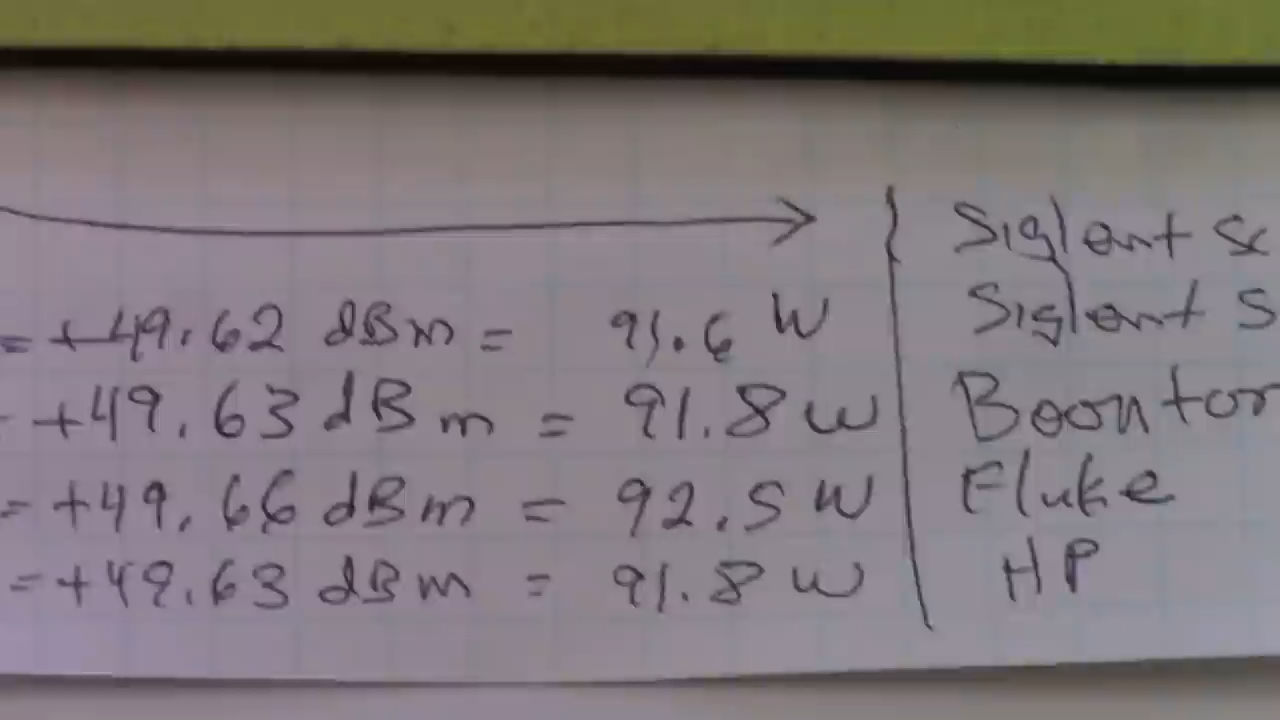 Siglent
= +49.62 dBm = 91.6 W Siglent
= +49.63 dBm = 91.8 W Boonton
= +49.66 dBm = 92.5 W Fluke
= +49.63 dBm = 91.8 W HP